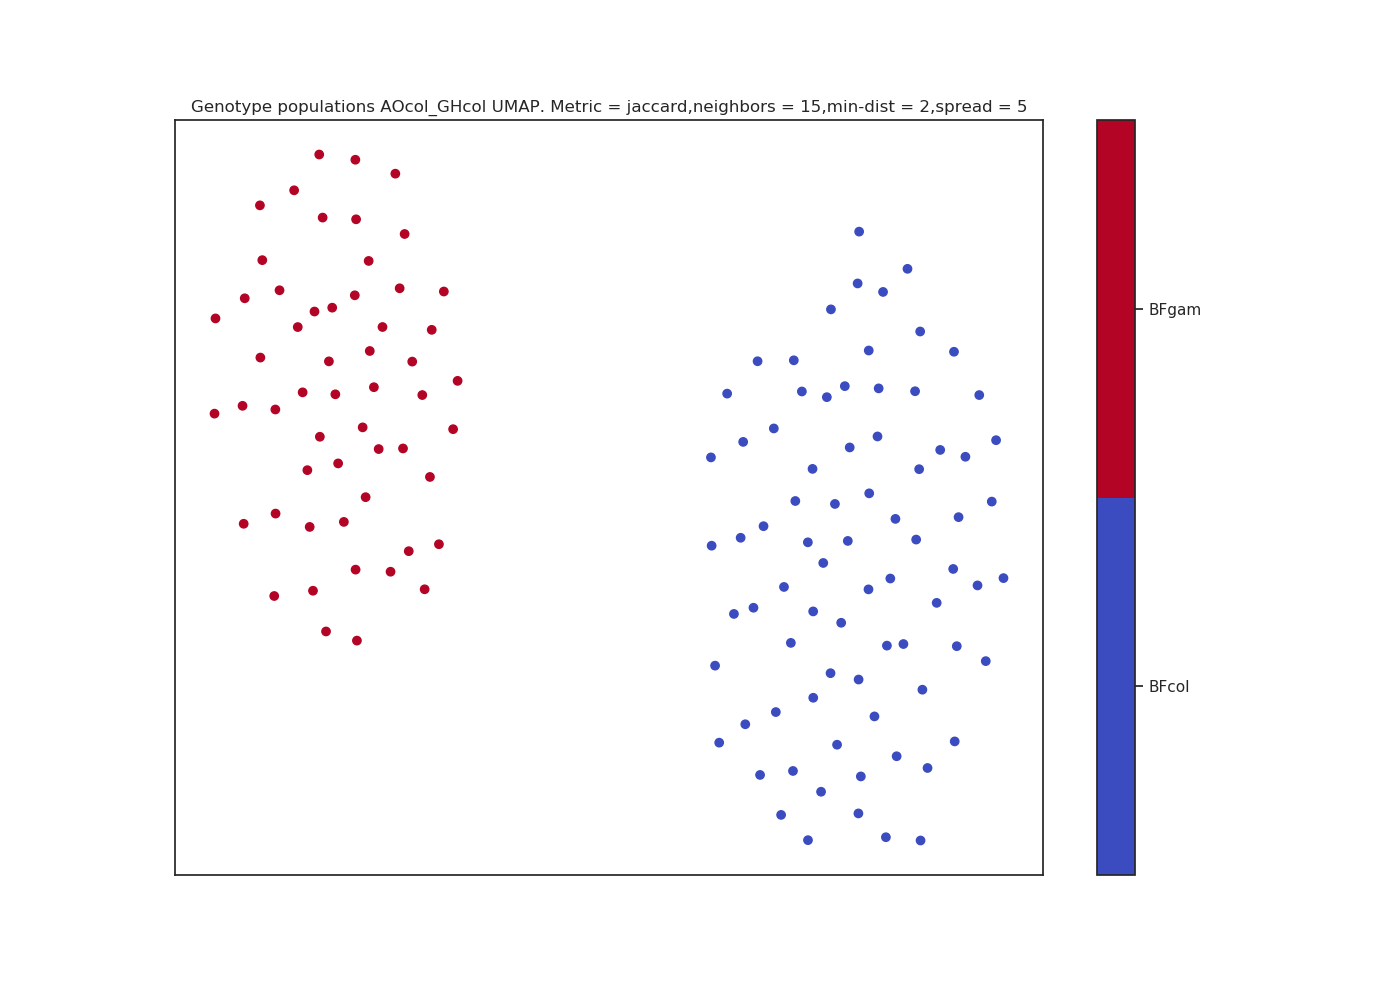 Genotype populations AOcol_GHcol UMAP. Metric = jaccard,neighbors = 15,min-dist = 2,spread = 5
BFgam
BFcol